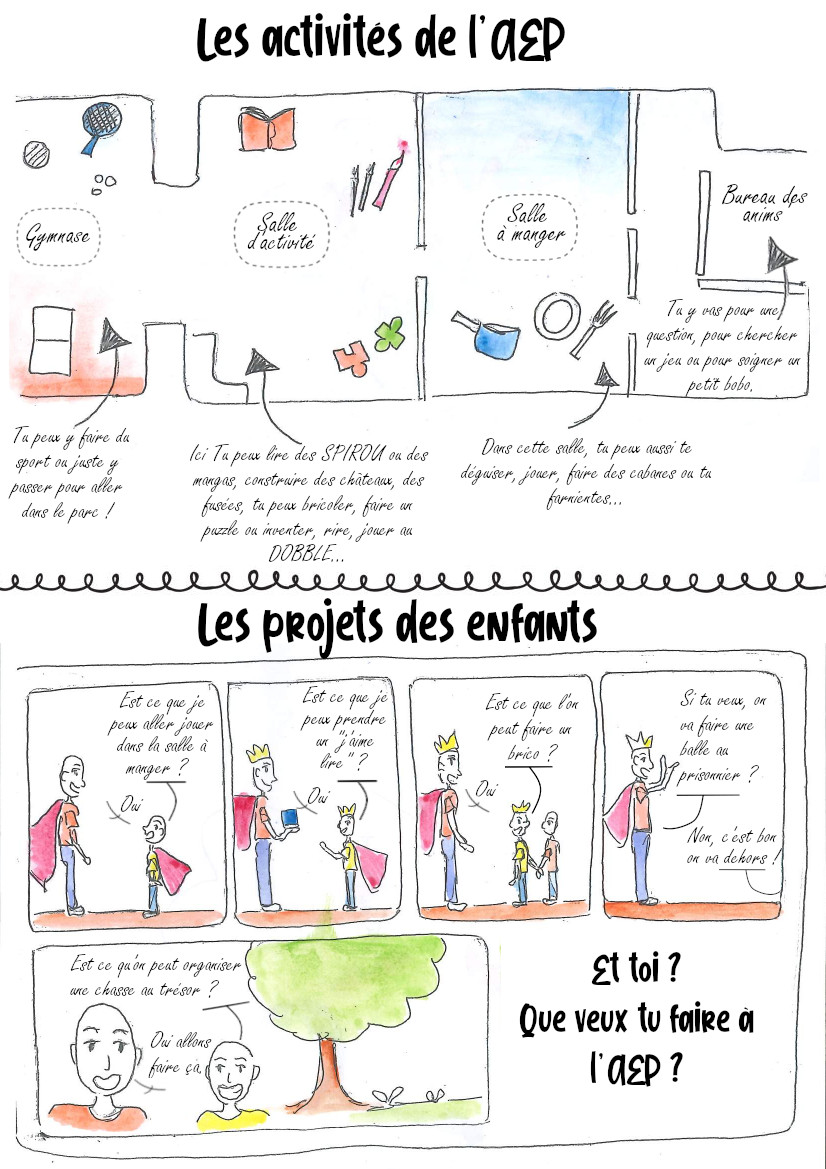 Les activités de l'AEP
Gymnase
Salle
d'activité
Salle
à manger
Bureau des
anims
Tu y vas pour une
question, pour chercher
un jeu ou pour soigner un
petit bobo.
Tu peux y faire du
sport ou juste y
passer pour aller
dans le parc !
Ici Tu peux lire des SPIROU ou des
mangas, construire des châteaux, des
fusées, tu peux bricoler, faire un
puzzle ou inventer, rire, jouer au
DOBBLE...
Dans cette salle, tu peux aussi te
déguiser, jouer, faire des cabanes ou tu
farnientes...
Les projets des enfants
Est ce que je
peux aller jouer
dans la salle à
manger ?
Oui
Est ce que je
peux prendre
un "j'aime
lire" ?
Oui
Est ce que l'on
peut faire un
brico ?
Oui
Si tu veux, on
va faire une
balle au
prisonnier ?
Non, c'est bon
on va dehors !
Est ce qu'on peut organiser
une chasse au trésor ?
Oui allons
faire ça.
Et toi ?
Que veux tu faire à
l'AEP ?